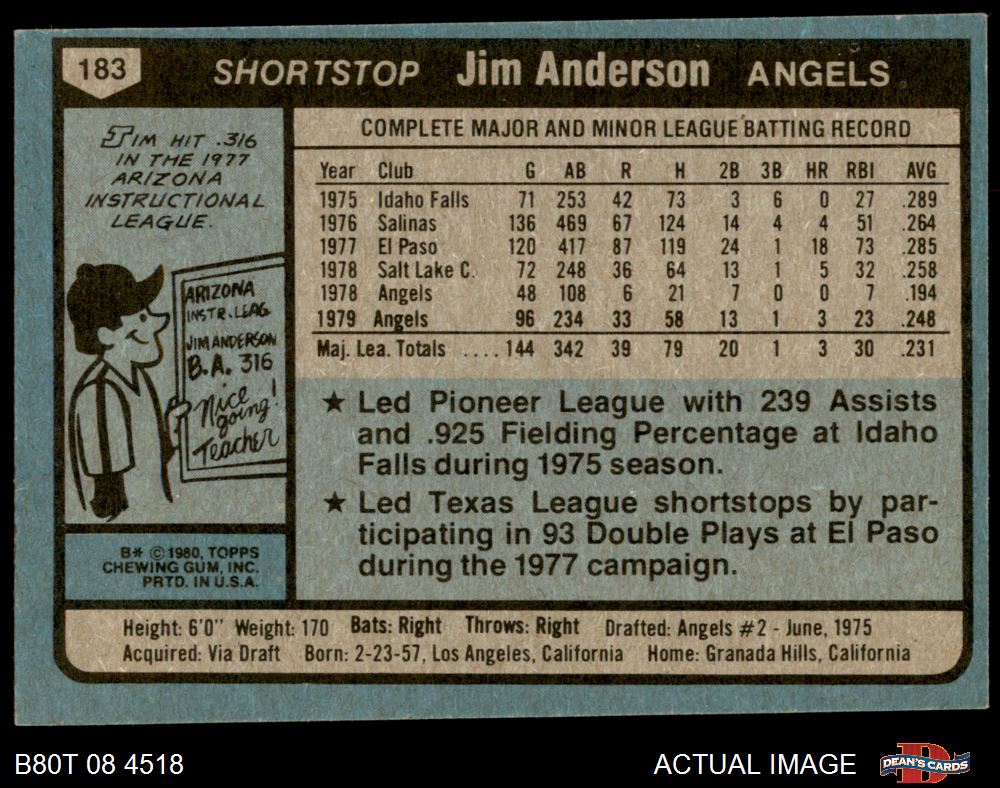 183 SHORTSTOP Jim Anderson ANGELS
JIM HIT .316
IN THE 1977
ARIZONA
INSTRUCTIONAL
LEAGUE.
ARIZONA
INSTR. LEAG
JIM ANDERSON
B.A. 316
Nice
going!
Teacher
B* © 1980, TOPPS
CHEWING GUM, INC.
PRTD. IN U.S.A.
COMPLETE MAJOR AND MINOR LEAGUE BATTING RECORD
Year Club G AB R H 2B 3B HR RBI AVG
1975 Idaho Falls 71 253 42 73 3 6 0 27 .289
1976 Salinas 136 469 67 124 14 4 4 51 .264
1977 El Paso 120 417 87 119 24 1 18 73 .285
1978 Salt Lake C. 72 248 36 64 13 1 5 32 .258
1978 Angels 48 108 6 21 7 0 0 7 .194
1979 Angels 96 234 33 58 13 1 3 23 .248
Maj. Lea. Totals ....144 342 39 79 20 1 3 30 .231
★ Led Pioneer League with 239 Assists
and .925 Fielding Percentage at Idaho
Falls during 1975 season.
★ Led Texas League shortstops by par-
ticipating in 93 Double Plays at El Paso
during the 1977 campaign.
Height: 6'0" Weight: 170 Bats: Right Throws: Right Drafted: Angels #2 - June, 1975
Acquired: Via Draft Born: 2-23-57, Los Angeles, California Home: Granada Hills, California
B80T 08 4518 ACTUAL IMAGE DEAN'S CARDS